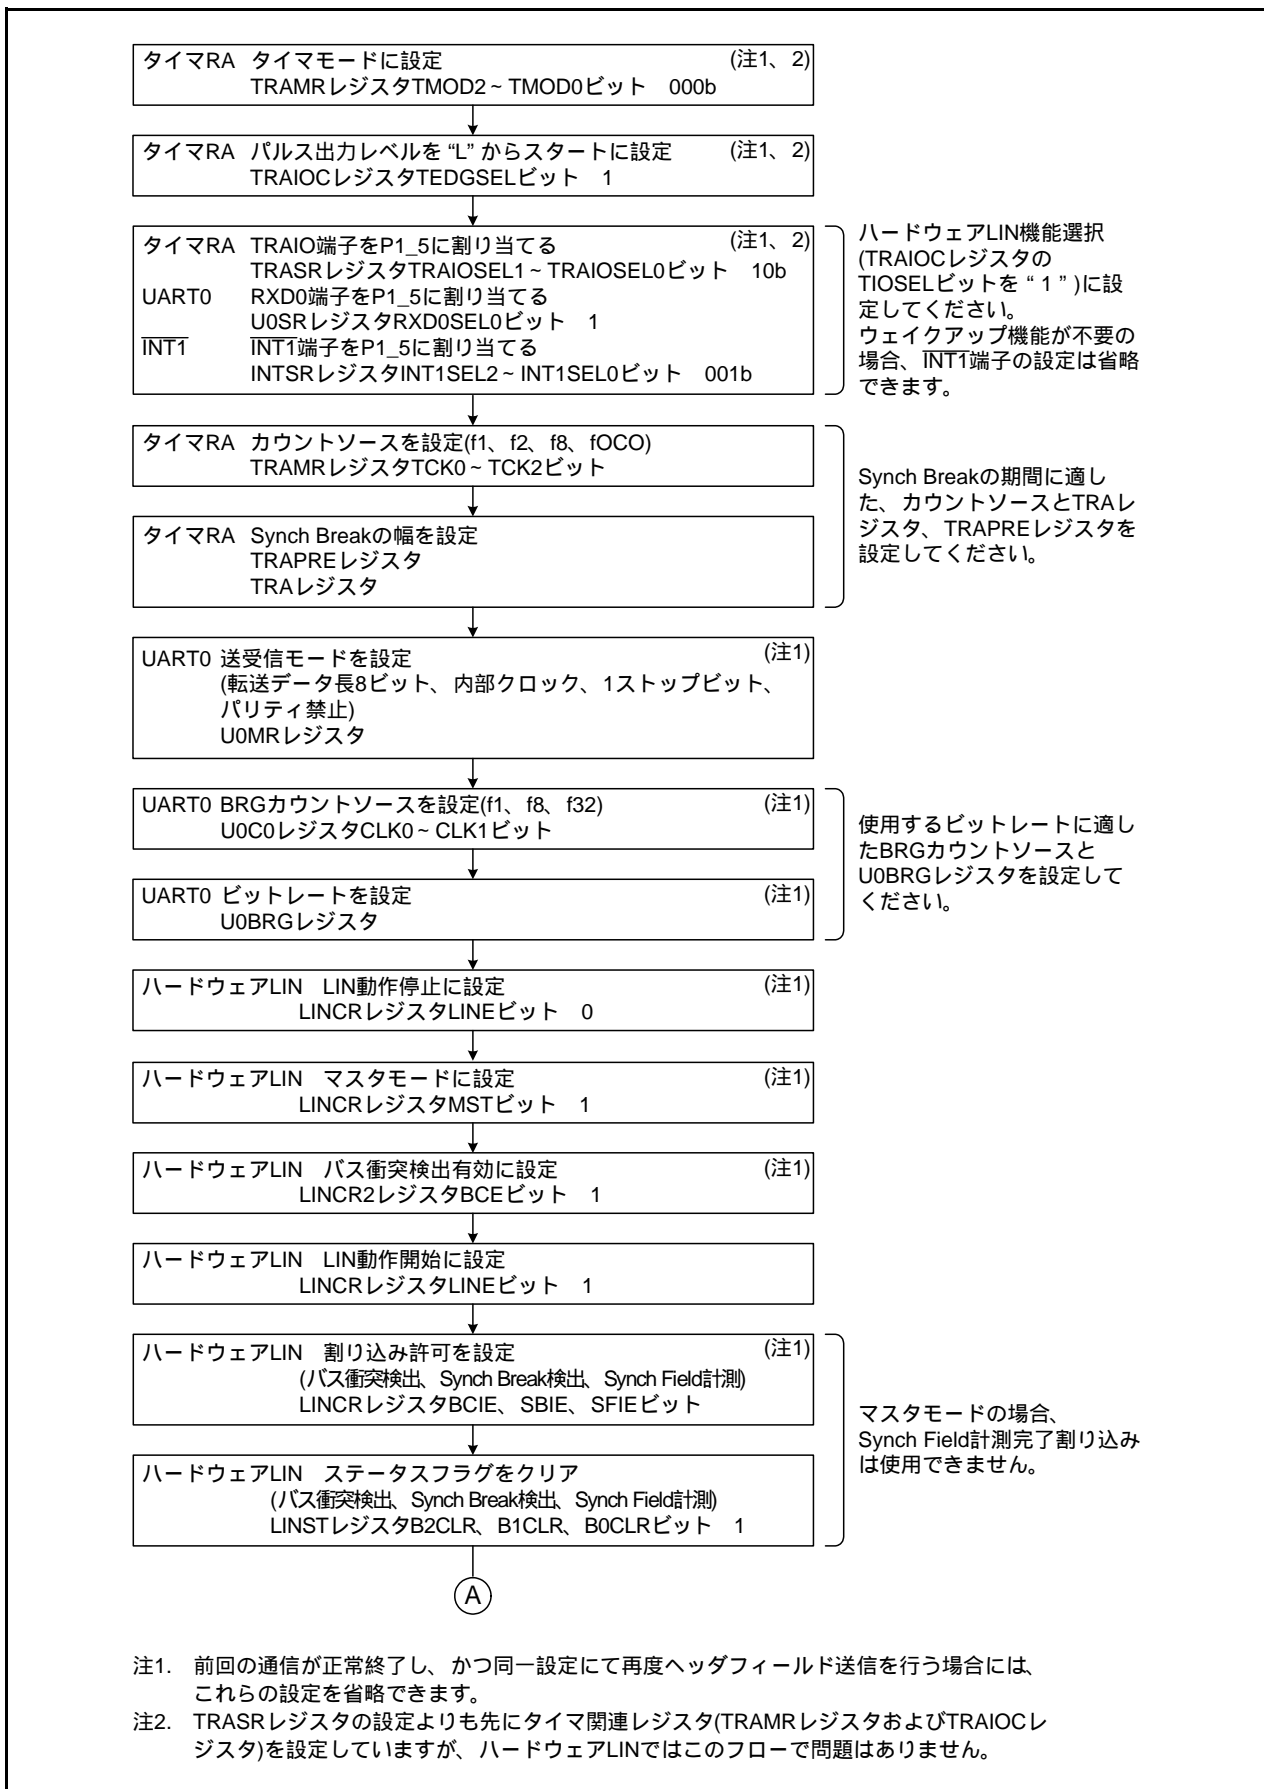 タイマRA タイマモードに設定 (注1、2)
TRAMRレジスタTMOD2~TMOD0ビット 000b
タイマRA パルス出力レベルを “L” からスタートに設定 (注1、2)
TRAIOCレジスタTEDGSELビット 1
タイマRA TRAIO端子をP1_5に割り当てる (注1、2)
TRASRレジスタTRAIOSEL1~TRAIOSEL0ビット 10b
UART0 RXD0端子をP1_5に割り当てる
U0SRレジスタRXD0SEL0ビット 1
INT1 INT1端子をP1_5に割り当てる
INTSRレジスタINT1SEL2~INT1SEL0ビット 001b
ハードウェアLIN機能選択
(TRAIOCレジスタの
TIOSELビットを “ 1 ” )に設
定してください。
ウェイクアップ機能が不要の
場合、INT1端子の設定は省略
できます。
タイマRA カウントソースを設定(f1、f2、f8、fOCO)
TRAMRレジスタTCK0~TCK2ビット
タイマRA Synch Breakの幅を設定
TRAPREレジスタ
TRAレジスタ
Synch Breakの期間に適し
た、カウントソースとTRAレ
ジスタ、TRAPREレジスタを
設定してください。
UART0 送受信モードを設定 (注1)
(転送データ長8ビット、内部クロック、1ストップビット、
パリティ禁止)
U0MRレジスタ
UART0 BRGカウントソースを設定(f1、f8、f32) (注1)
U0C0レジスタCLK0~CLK1ビット
UART0 ビットレートを設定 (注1)
U0BRGレジスタ
使用するビットレートに適し
たBRGカウントソースと
U0BRGレジスタを設定して
ください。
ハードウェアLIN LIN動作停止に設定 (注1)
LINCRレジスタLINEビット 0
ハードウェアLIN マスタモードに設定 (注1)
LINCRレジスタMSTビット 1
ハードウェアLIN バス衝突検出有効に設定 (注1)
LINCR2レジスタBCEビット 1
ハードウェアLIN LIN動作開始に設定
LINCRレジスタLINEビット 1
ハードウェアLIN 割り込み許可を設定 (注1)
(バス衝突検出、Synch Break検出、Synch Field計測)
LINCRレジスタBCIE、SBIE、SFIEビット
ハードウェアLIN ステータスフラグをクリア
(バス衝突検出、Synch Break検出、Synch Field計測)
LINSTレジスタB2CLR、B1CLR、B0CLRビット 1
マスタモードの場合、
Synch Field計測完了割り込み
は使用できません。
A
注1. 前回の通信が正常終了し、かつ同一設定にて再度ヘッダフィールド送信を行う場合には、
これらの設定を省略できます。
注2. TRASRレジスタの設定よりも先にタイマ関連レジスタ(TRAMRレジスタおよびTRAIOCレ
ジスタ)を設定していますが、ハードウェアLINではこのフローで問題はありません。